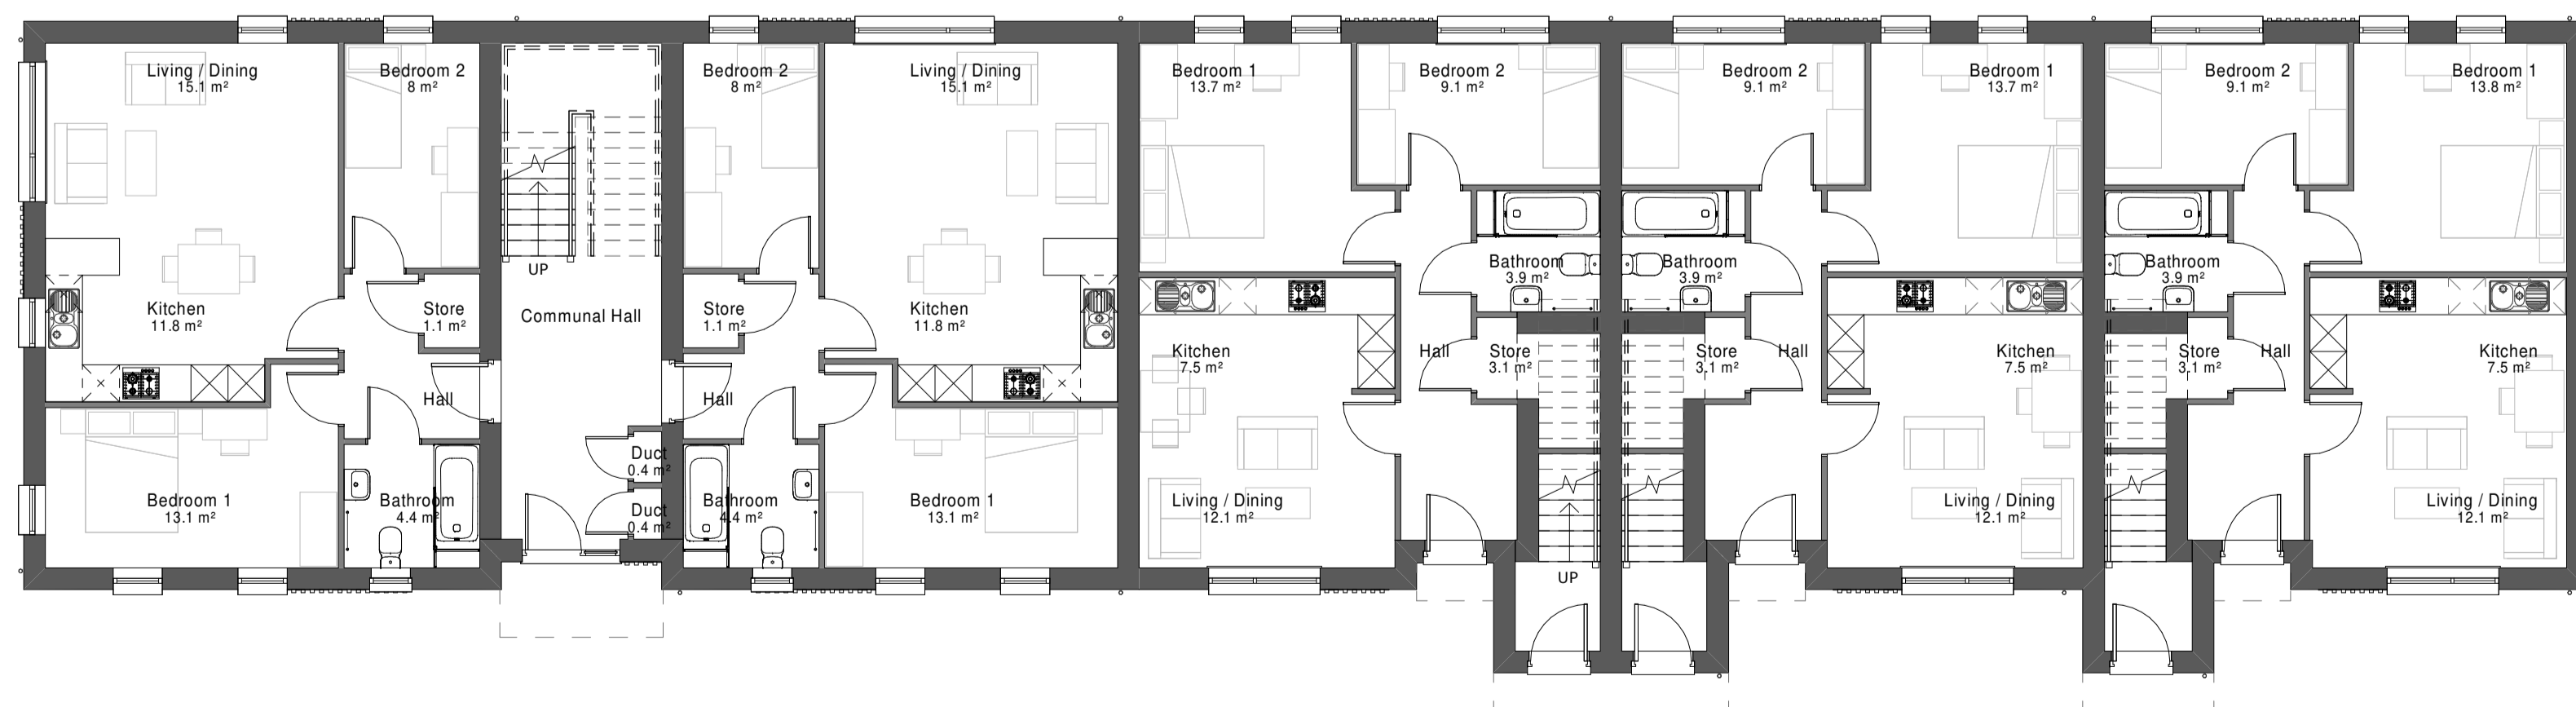 Living / Dining
15.1 m²
Bedroom 2
8 m²
Bedroom 2
8 m²
Living / Dining
15.1 m²
Bedroom 1
13.7 m²
Bedroom 2
9.1 m²
Bedroom 2
9.1 m²
Bedroom 1
13.7 m²
Bedroom 2
9.1 m²
Bedroom 1
13.8 m²
UP
Bathroom
3.9 m²
Bathroom
3.9 m²
Bathroom
3.9 m²
Kitchen
11.8 m²
Store
1.1 m²
Communal Hall
Store
1.1 m²
Kitchen
11.8 m²
Kitchen
7.5 m²
Hall
Store
3.1 m²
Store
3.1 m²
Hall
Kitchen
7.5 m²
Store
3.1 m²
Hall
Kitchen
7.5 m²
Hall
Hall
Duct
0.4 m²
Bedroom 1
13.1 m²
Bathroom
4.4 m²
Duct
0.4 m²
Bathroom
4.4 m²
Bedroom 1
13.1 m²
Living / Dining
12.1 m²
Living / Dining
12.1 m²
Living / Dining
12.1 m²
UP